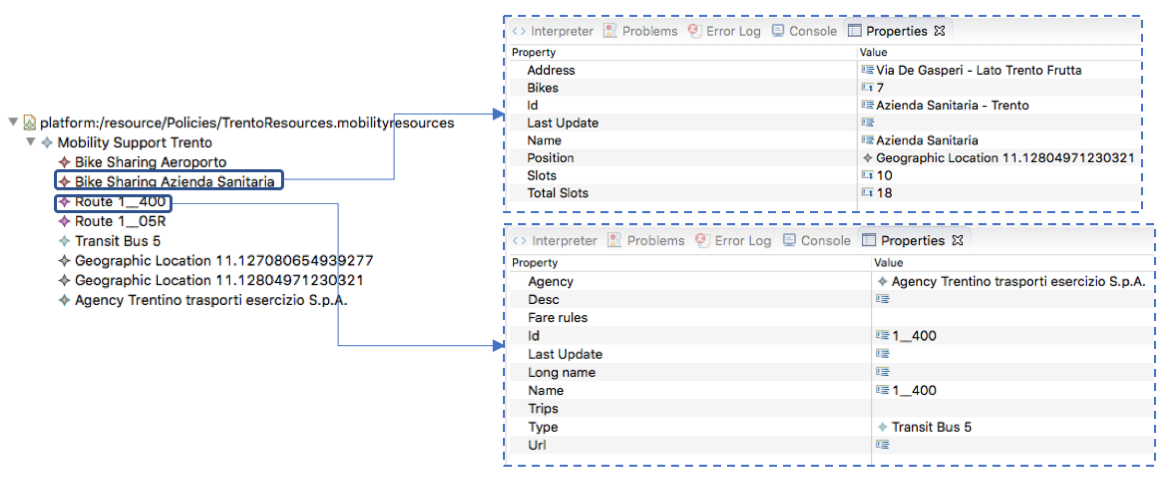 platform:/resource/Policies/TrentoResources.mobilityresources
Mobility Support Trento
Bike Sharing Aeroporto
Bike Sharing Azienda Sanitaria
Route 1__400
Route 1__05R
Transit Bus 5
Geographic Location 11.127080654939277
Geographic Location 11.12804971230321
Agency Trentino trasporti esercizio S.p.A.
Interpreter Problems Error Log Console Properties
Property Value
Address Via De Gasperi - Lato Trento Frutta
Bikes 7
Id Azienda Sanitaria - Trento
Last Update
Name Azienda Sanitaria
Position Geographic Location 11.12804971230321
Slots 10
Total Slots 18
Interpreter Problems Error Log Console Properties
Property Value
Agency Agency Trentino trasporti esercizio S.p.A.
Desc
Fare rules
Id 1__400
Last Update
Long name
Name 1__400
Trips
Type Transit Bus 5
Url